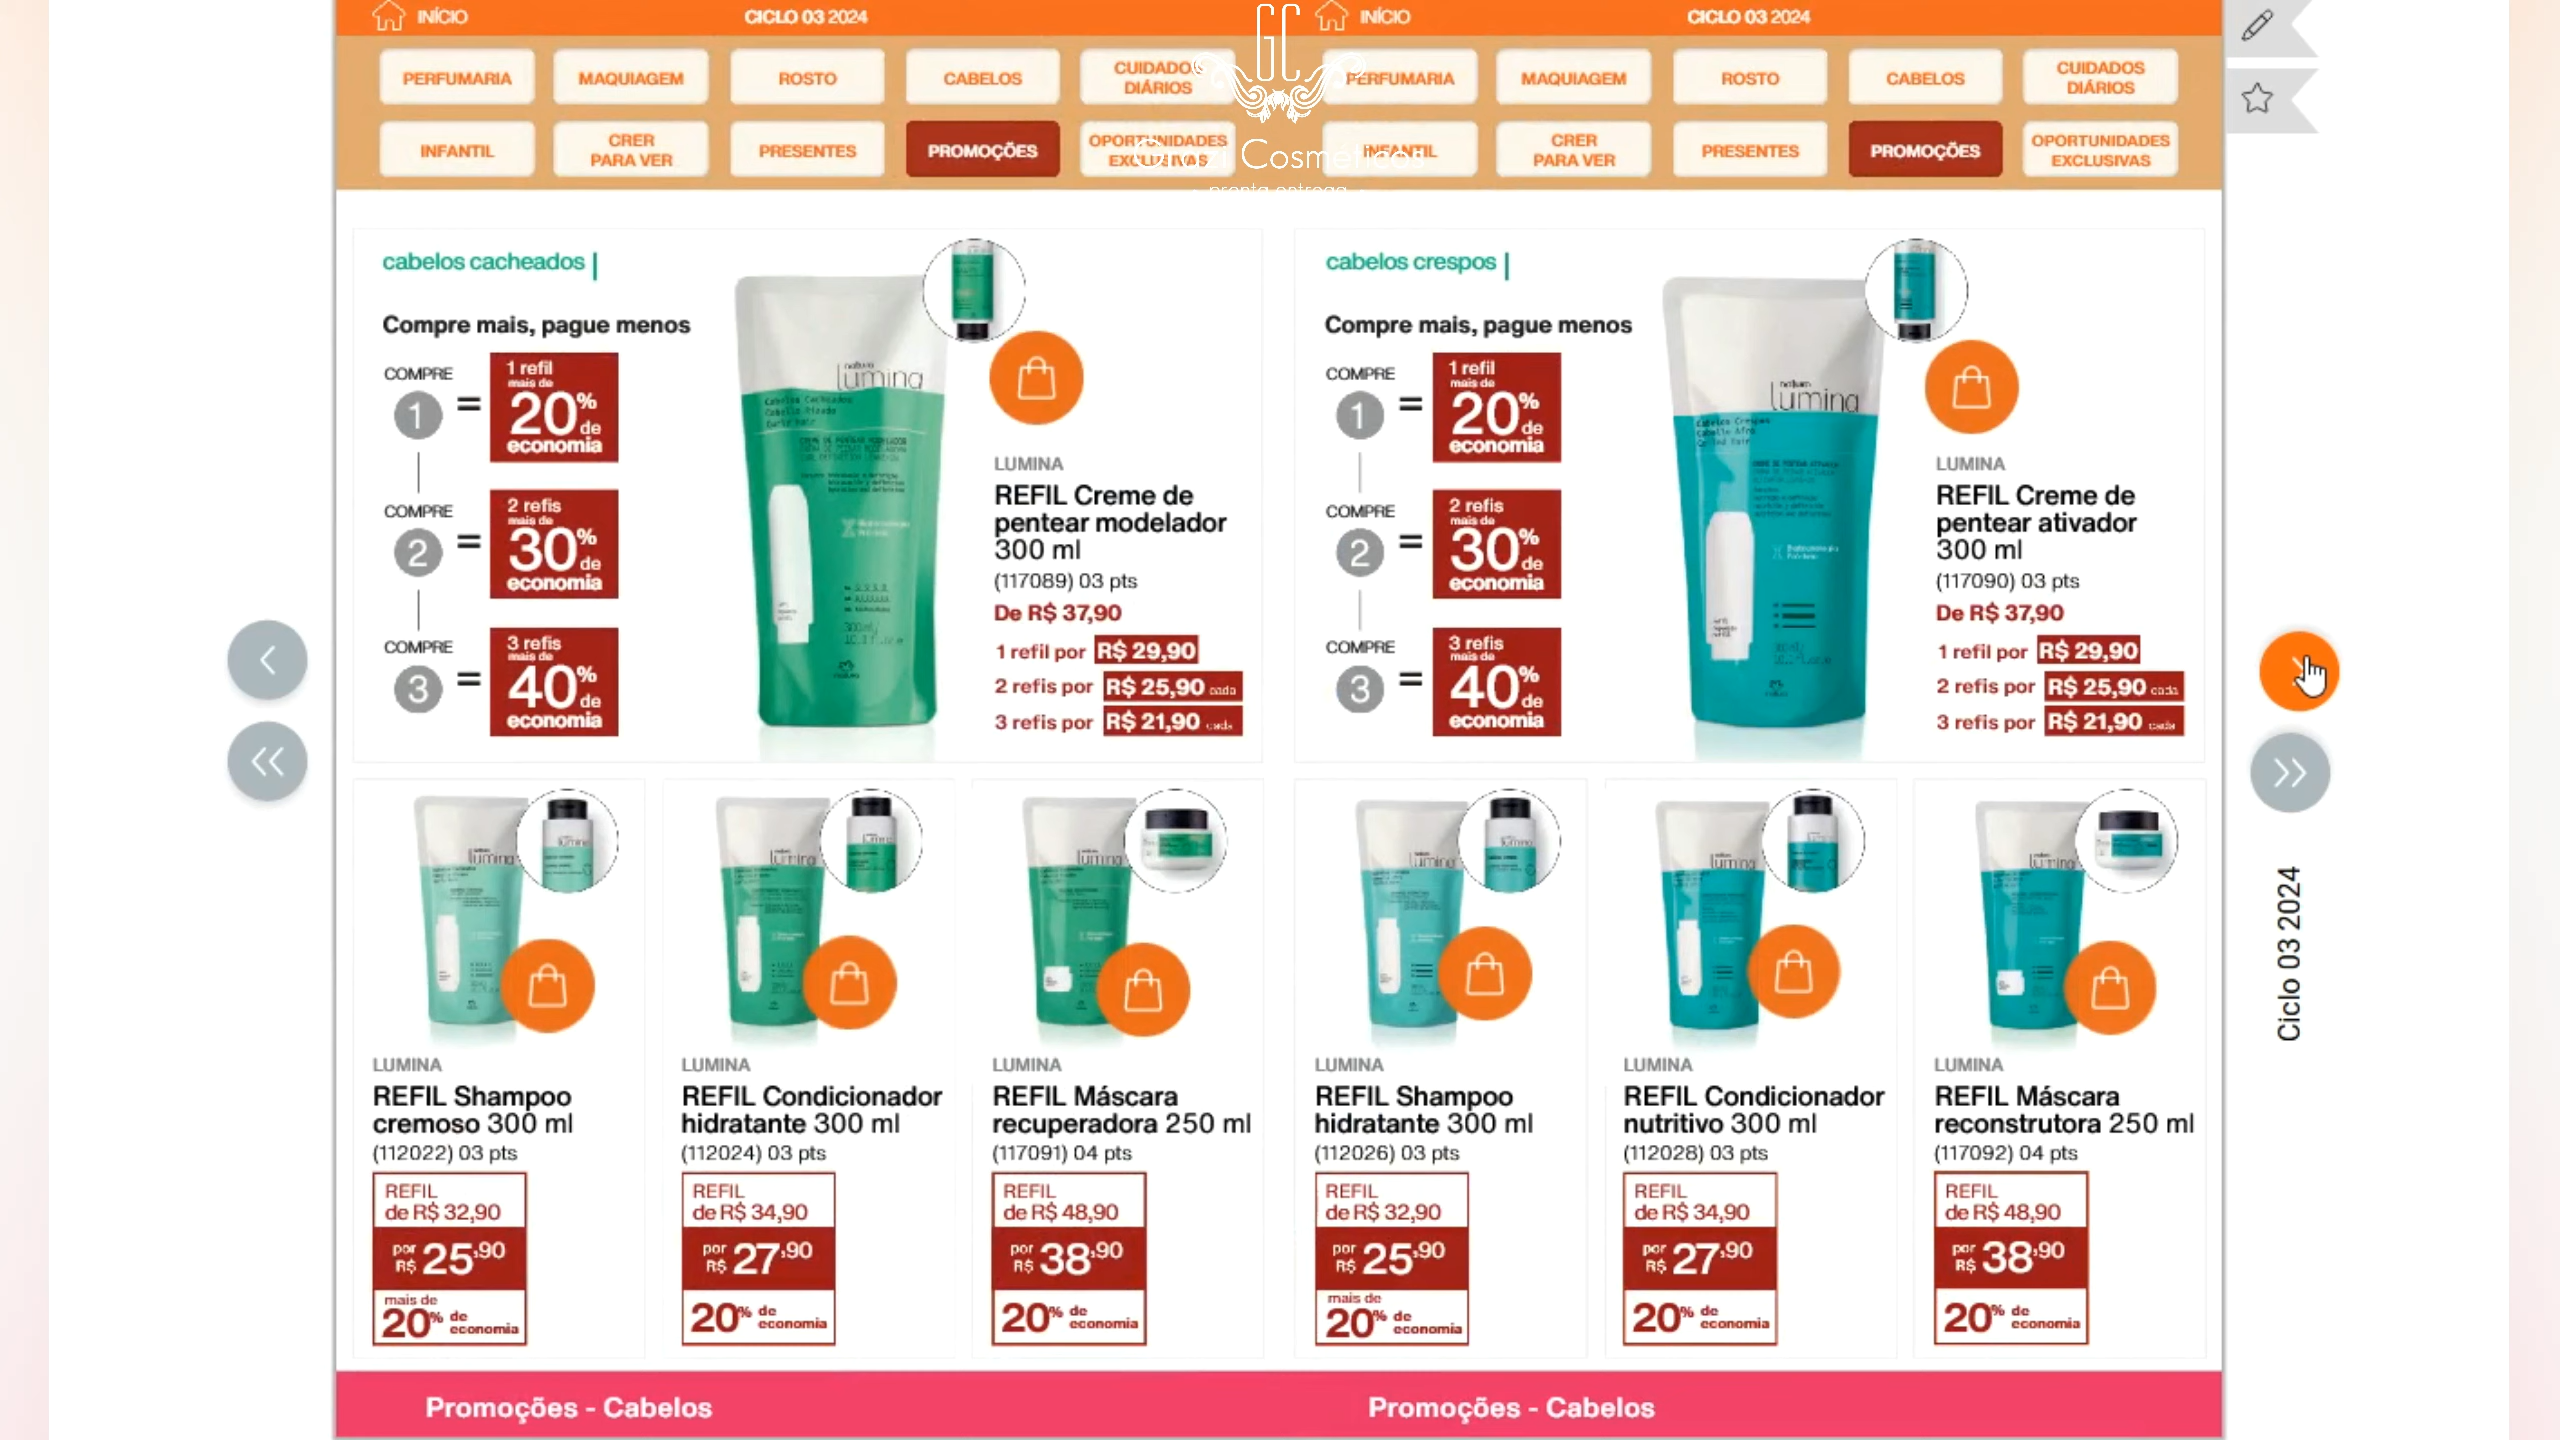 INÍCIO
CICLO 03 2024
PERFUMARIA
MAQUIAGEM
ROSTO
CABELOS
CUIDADOS
DIÁRIOS
INFANTIL
CRER
PARA VER
PRESENTES
PROMOÇÕES
OPORTUNIDADES
EXCLUSIVAS
INÍCIO
CICLO 03 2024
PERFUMARIA
MAQUIAGEM
ROSTO
CABELOS
CUIDADOS
DIÁRIOS
INFANTIL
CRER
PARA VER
PRESENTES
PROMOÇÕES
OPORTUNIDADES
EXCLUSIVAS
Grazi Cosmeticos
pronta entrega
cabelos cacheados
Compre mais, pague menos
COMPRE
1
=
1 refil
mais de
20% de
economia
COMPRE
2
=
2 refis
mais de
30% de
economia
COMPRE
3
=
3 refis
mais de
40% de
economia
natura
lumina
LUMINA
REFIL Creme de
pentear modelador
300 ml
(117089) 03 pts
De R$ 37,90
1 refil por R$ 29,90
2 refis por R$ 25,90 cada
3 refis por R$ 21,90 cada
cabelos crespos
Compre mais, pague menos
COMPRE
1
=
1 refil
mais de
20% de
economia
COMPRE
2
=
2 refis
mais de
30% de
economia
COMPRE
3
=
3 refis
mais de
40% de
economia
natura
lumina
LUMINA
REFIL Creme de
pentear ativador
300 ml
(117090) 03 pts
De R$ 37,90
1 refil por R$ 29,90
2 refis por R$ 25,90 cada
3 refis por R$ 21,90 cada
lumina
LUMINA
REFIL Shampoo
cremoso 300 ml
(112022) 03 pts
REFIL
de R$ 32,90
por R$ 25,90
mais de
20% de economia
lumina
LUMINA
REFIL Condicionador
hidratante 300 ml
(112024) 03 pts
REFIL
de R$ 34,90
por R$ 27,90
20% de economia
lumina
LUMINA
REFIL Máscara
recuperadora 250 ml
(117091) 04 pts
REFIL
de R$ 48,90
por R$ 38,90
20% de economia
lumina
LUMINA
REFIL Shampoo
hidratante 300 ml
(112026) 03 pts
REFIL
de R$ 32,90
por R$ 25,90
mais de
20% de economia
lumina
LUMINA
REFIL Condicionador
nutritivo 300 ml
(112028) 03 pts
REFIL
de R$ 34,90
por R$ 27,90
20% de economia
lumina
LUMINA
REFIL Máscara
reconstrutora 250 ml
(117092) 04 pts
REFIL
de R$ 48,90
por R$ 38,90
20% de economia
Promoções - Cabelos
Promoções - Cabelos
Ciclo 03 2024